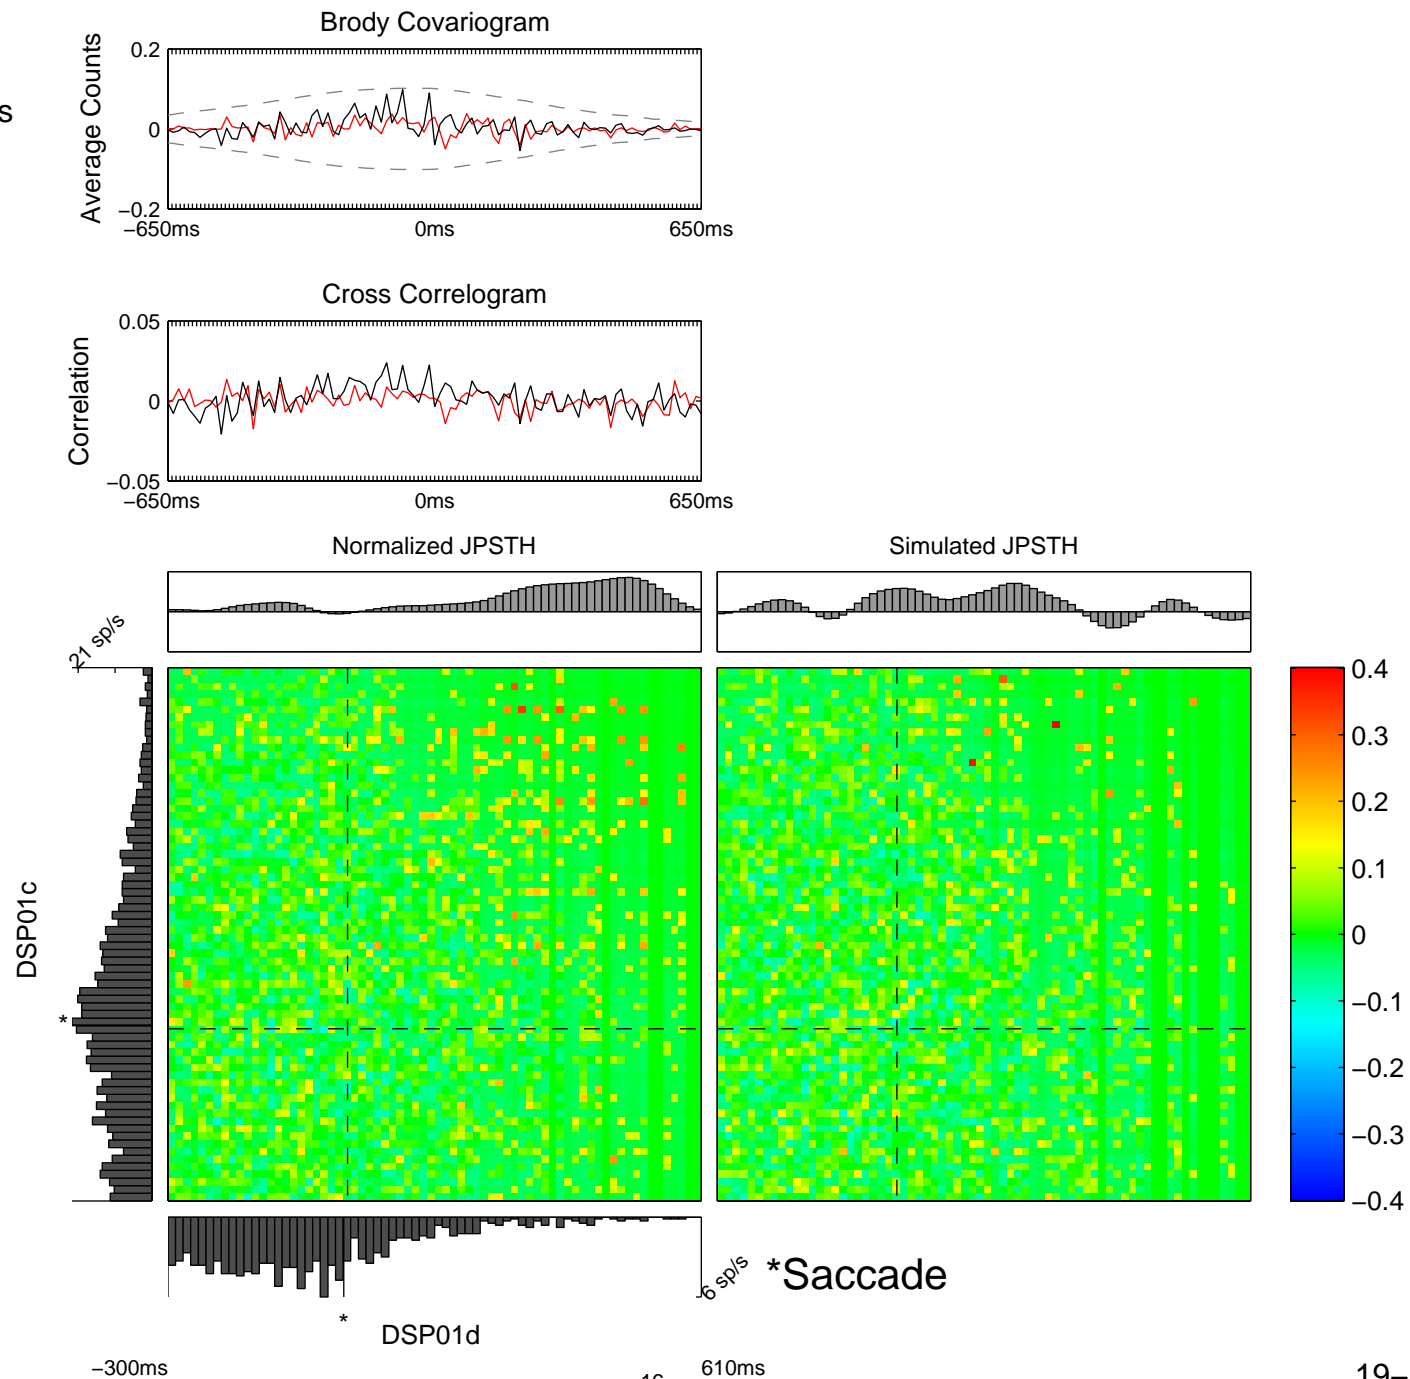 Brody Covariogram
s
Average Counts
0.2
0
−0.2
−650ms 0ms 650ms
Cross Correlogram
Correlation
0.05
0
−0.05
−650ms 0ms 650ms
Normalized JPSTH Simulated JPSTH
21 sp/s
DSP01c
*
0.4
0.3
0.2
0.1
0
−0.1
−0.2
−0.3
−0.4
6 sp/s
*Saccade
*
DSP01d
−300ms 610ms
19−